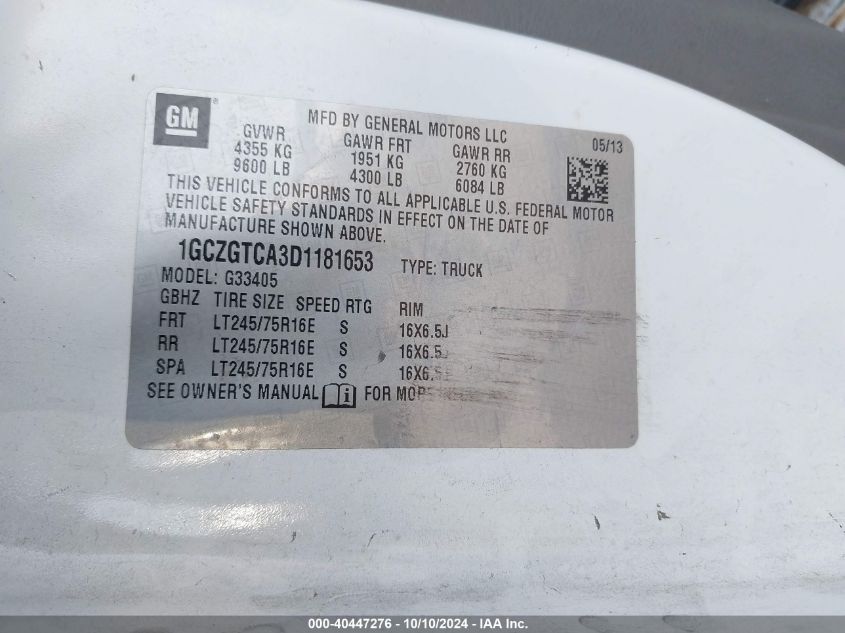 GM ®
MFD BY GENERAL MOTORS LLC
05/13
GVWR GAWR FRT GAWR RR
4355 KG 1951 KG 2760 KG
9600 LB 4300 LB 6084 LB
THIS VEHICLE CONFORMS TO ALL APPLICABLE U.S. FEDERAL MOTOR
VEHICLE SAFETY STANDARDS IN EFFECT ON THE DATE OF
MANUFACTURE SHOWN ABOVE.
1GCZGTCA3D1181653 TYPE: TRUCK
MODEL: G33405
GBHZ TIRE SIZE SPEED RTG RIM
FRT LT245/75R16E S 16X6.5J
RR LT245/75R16E S 16X6.5
SPA LT245/75R16E S 16X6.
SEE OWNER'S MANUAL FOR MOR
000-40447276 - 10/10/2024 - IAA Inc.